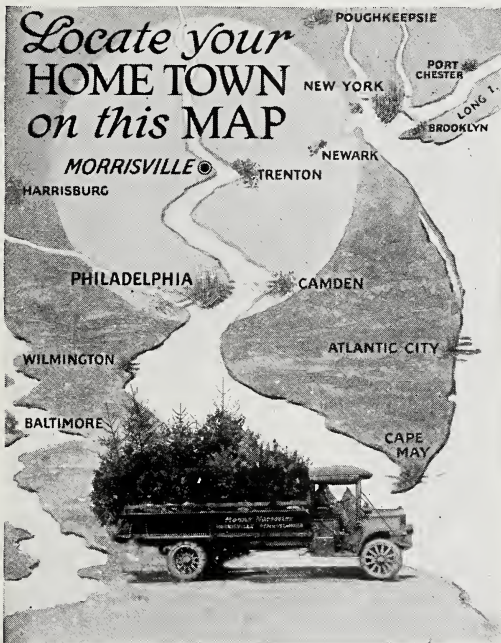 Locate your
HOME TOWN
on this MAP
POUGHKEEPSIE
PORT
CHESTER
NEW YORK
LONG I.
BROOKLYN
NEWARK
MORRISVILLE
TRENTON
HARRISBURG
PHILADELPHIA
CAMDEN
ATLANTIC CITY
WILMINGTON
BALTIMORE
CAPE
MAY